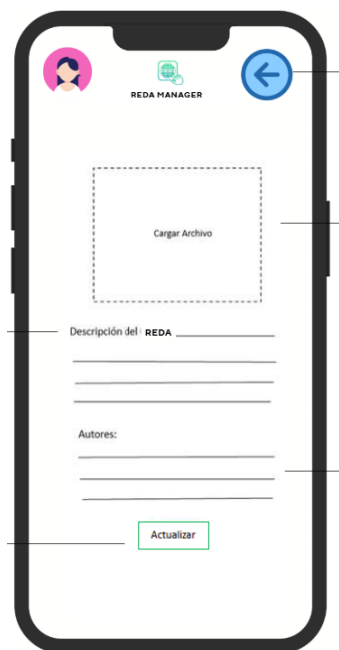 REDA MANAGER
Cargar Archivo
Descripción del REDA
Autores:
Actualizar